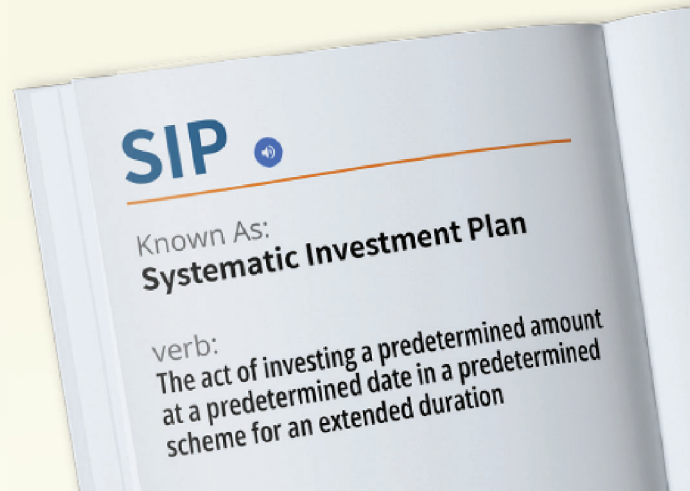 SIP
Known As:
Systematic Investment Plan
verb:
The act of investing a predetermined amount
at a predetermined date in a predetermined
scheme for an extended duration